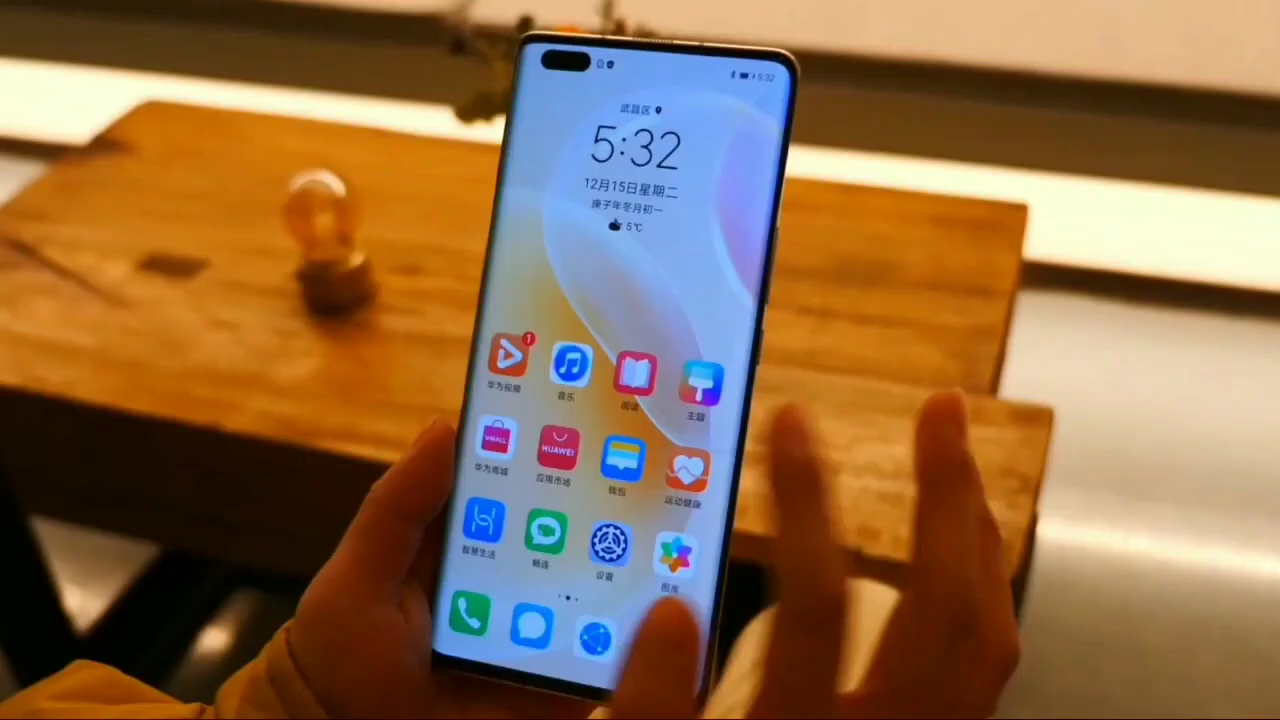 5:32
武昌区
5:32
12月15日星期二
庚子年冬月初一
5℃
1
华为视频
音乐
阅读
主题
VMALL
HUAWEI
华为商城
应用市场
钱包
运动健康
智慧生活
畅连
设置
图库